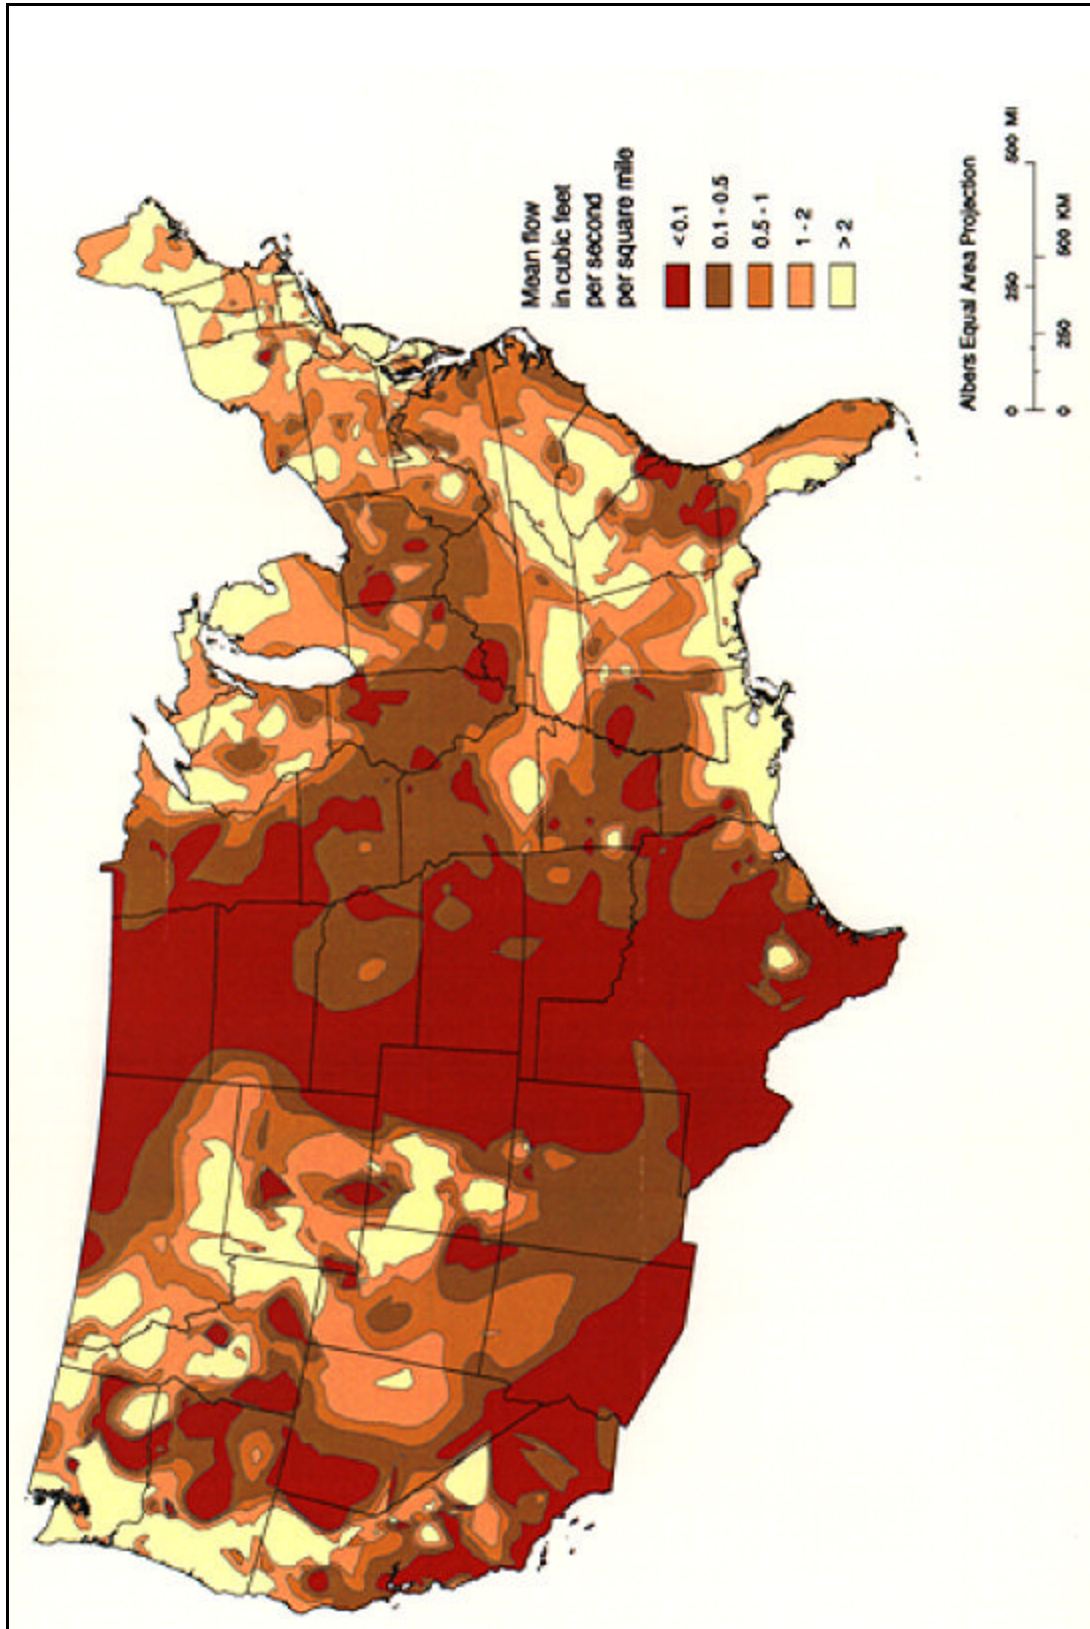 Mean flow
in cubic feet
per second
per square mile
< 0.1
0.1 - 0.5
0.5 - 1
1 - 2
> 2
Albers Equal Area Projection
0 250 500 MI
0 250 500 KM